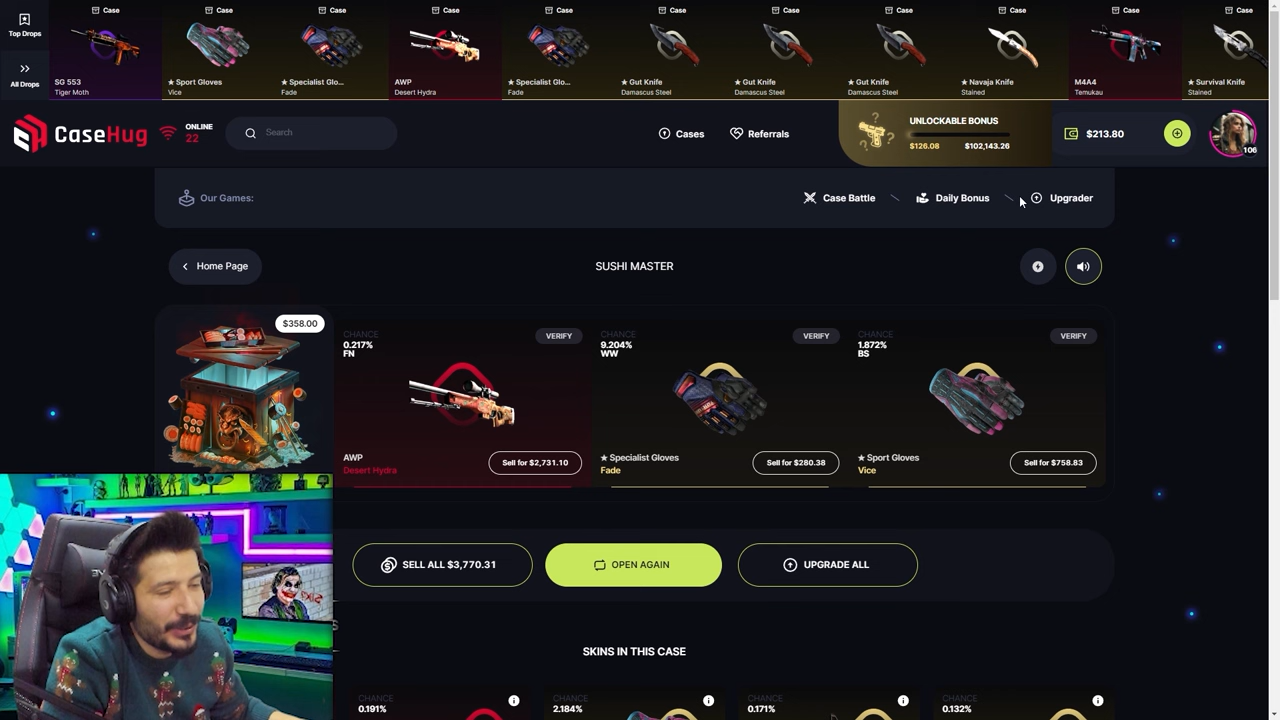 Top Drops
All Drops
Case
SG 553
Tiger Moth
Case
★ Sport Gloves
Vice
Case
★ Specialist Glo...
Fade
Case
AWP
Desert Hydra
Case
★ Specialist Glo...
Fade
Case
★ Gut Knife
Damascus Steel
Case
★ Gut Knife
Damascus Steel
Case
★ Gut Knife
Damascus Steel
Case
★ Navaja Knife
Stained
Case
M4A4
Temukau
Case
★ Survival Knife
Stained
CaseHug
ONLINE
22
Search
Cases
Referrals
? ? ?
UNLOCKABLE BONUS
$126.08 $102,143.26
$213.80
106
Our Games:
Case Battle
Daily Bonus
Upgrader
Home Page
SUSHI MASTER
$358.00
CHANCE
0.217%
FN
VERIFY
AWP
Desert Hydra
Sell for $2,731.10
CHANCE
9.204%
WW
VERIFY
★ Specialist Gloves
Fade
Sell for $280.38
CHANCE
1.872%
BS
VERIFY
★ Sport Gloves
Vice
Sell for $758.83
SELL ALL $3,770.31
OPEN AGAIN
UPGRADE ALL
SKINS IN THIS CASE
CHANCE
0.191%
CHANCE
2.184%
CHANCE
0.171%
CHANCE
0.132%